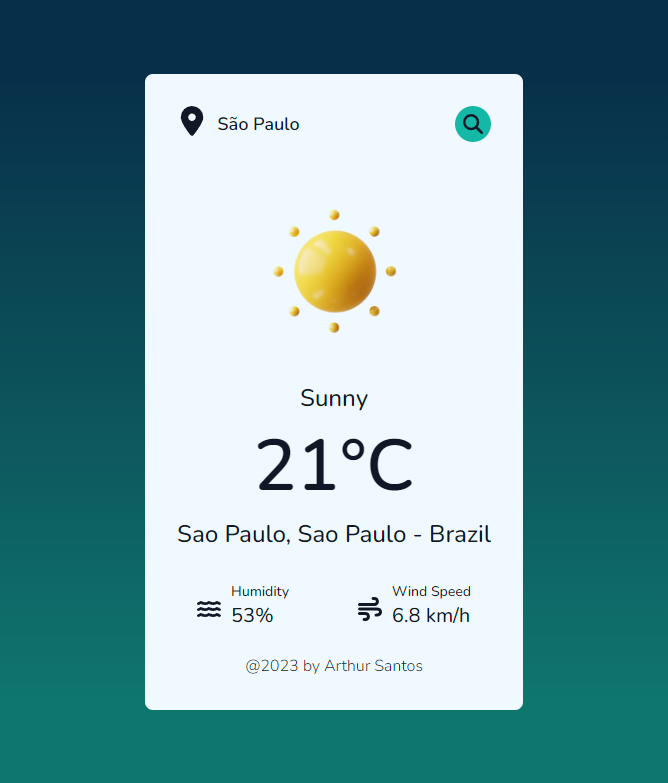 São Paulo
Sunny
21°C
Sao Paulo, Sao Paulo - Brazil
Humidity
53%
Wind Speed
6.8 km/h
@2023 by Arthur Santos